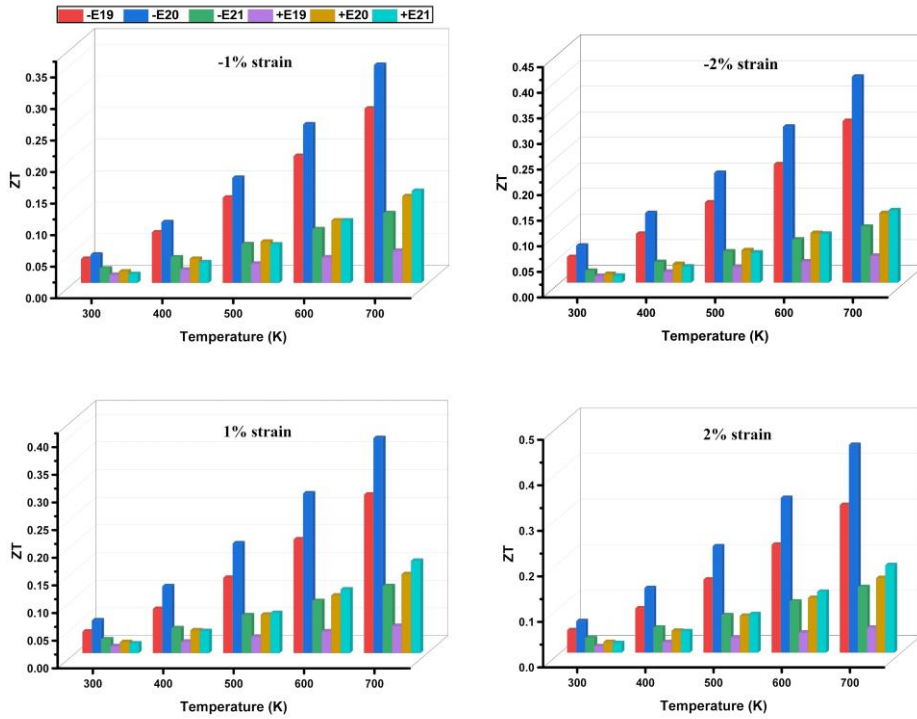 -E19 -E20 -E21 +E19 +E20 +E21
-1% strain
ZT
0.35
0.30
0.25
0.20
0.15
0.10
0.05
0.00
300 400 500 600 700
Temperature (K)
-2% strain
ZT
0.45
0.40
0.35
0.30
0.25
0.20
0.15
0.10
0.05
0.00
300 400 500 600 700
Temperature (K)
1% strain
ZT
0.40
0.35
0.30
0.25
0.20
0.15
0.10
0.05
0.00
300 400 500 600 700
Temperature (K)
2% strain
ZT
0.5
0.4
0.3
0.2
0.1
0.0
300 400 500 600 700
Temperature (K)